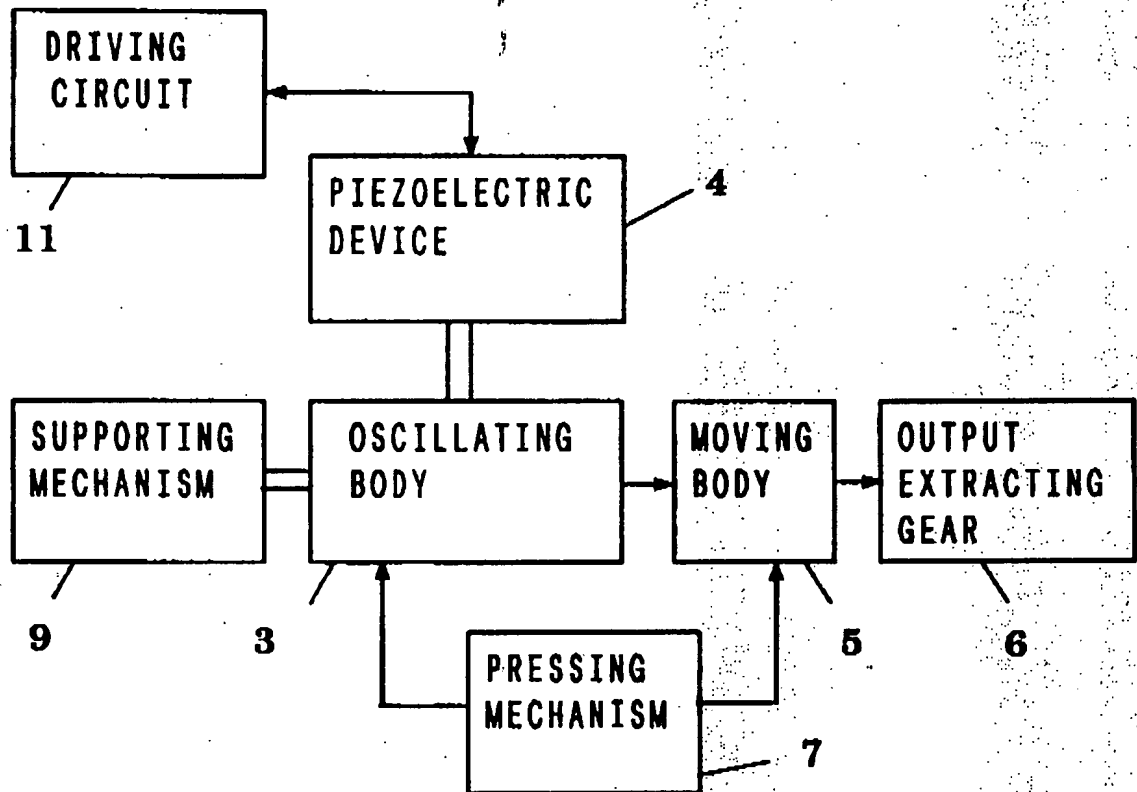 DRIVING
CIRCUIT
11
PIEZOELECTRIC
DEVICE
4
SUPPORTING
MECHANISM
9
OSCILLATING
BODY
3
MOVING
BODY
5
OUTPUT
EXTRACTING
GEAR
6
PRESSING
MECHANISM
7